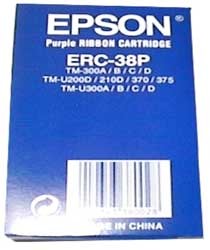 EPSON
Purple RIBBON CARTRIDGE
ERC-38P
TM-300A / B / C / D
TM-U200D / 210D / 370 / 375
TM-U300A / B / C / D
MADE IN CHINA